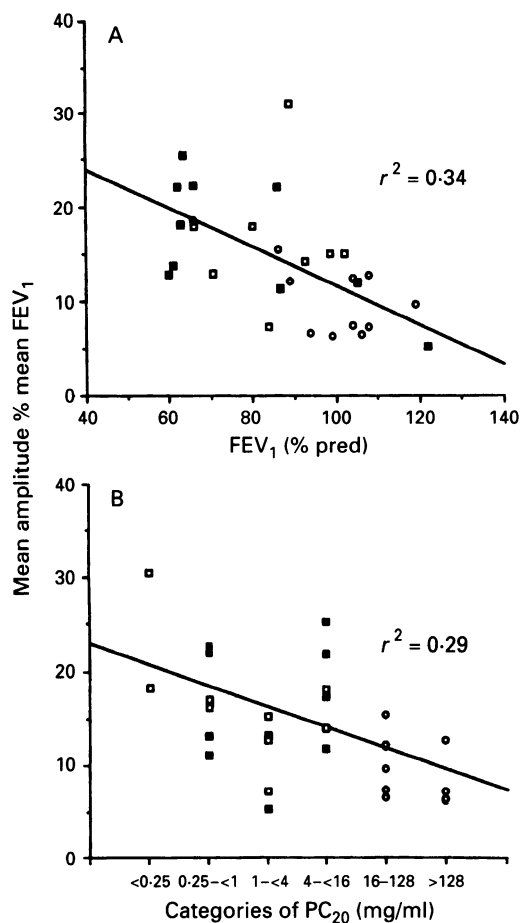 Mean amplitude % mean FEV₁
A
40
30
20
10
0
r² = 0·34
40 60 80 100 120 140
FEV₁ (% pred)
B
40
30
20
10
0
r² = 0·29
<0·25 0·25–<1 1–<4 4–<16 16–128 >128
Categories of PC₂₀ (mg/ml)